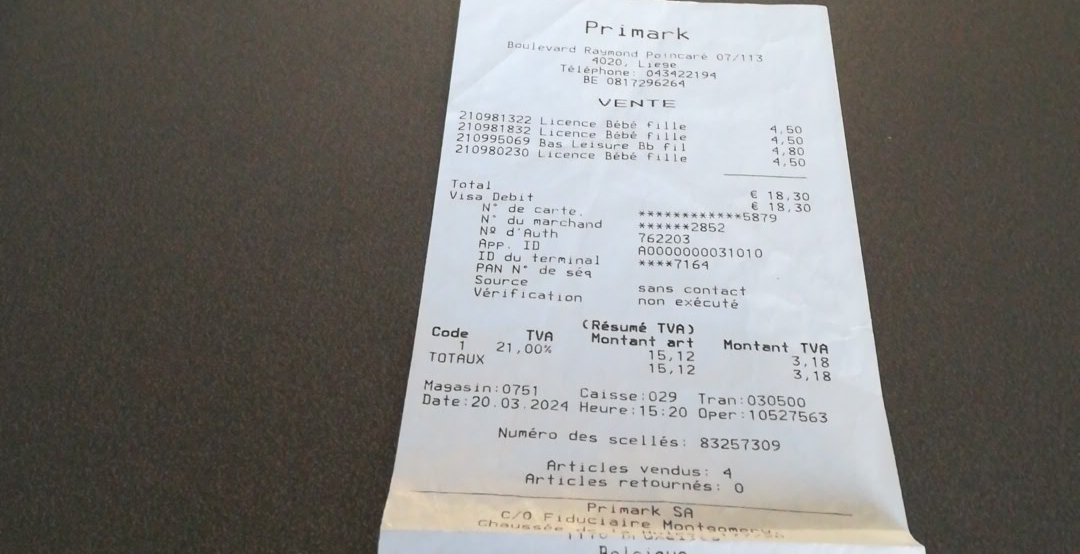 Primark
Boulevard Raymond Poincaré 07/113
4020, Liege
Téléphone: 043422194
BE 0817296264
VENTE
210981322 Licence Bébé fille 4,50
210981832 Licence Bébé fille 4,50
210995069 Bas Leisure Bb fil 4,80
210980230 Licence Bébé fille 4,50
Total € 18,30
Visa Debit € 18,30
N° de carte. ************5879
N° du marchand ******2852
Nº d'Auth 762203
App. ID A0000000031010
ID du terminal ****7164
PAN N° de séq
Source sans contact
Vérification non exécuté
(Résumé TVA)
Code TVA Montant art Montant TVA
1 21,00% 15,12 3,18
TOTAUX 15,12 3,18
Magasin:0751 Caisse:029 Tran:030500
Date:20.03.2024 Heure:15:20 Oper:10527563
Numéro des scellés: 83257309
Articles vendus: 4
Articles retournés: 0
Primark SA
C/O Fiduciaire Montgomery
Chaussée
Belgique